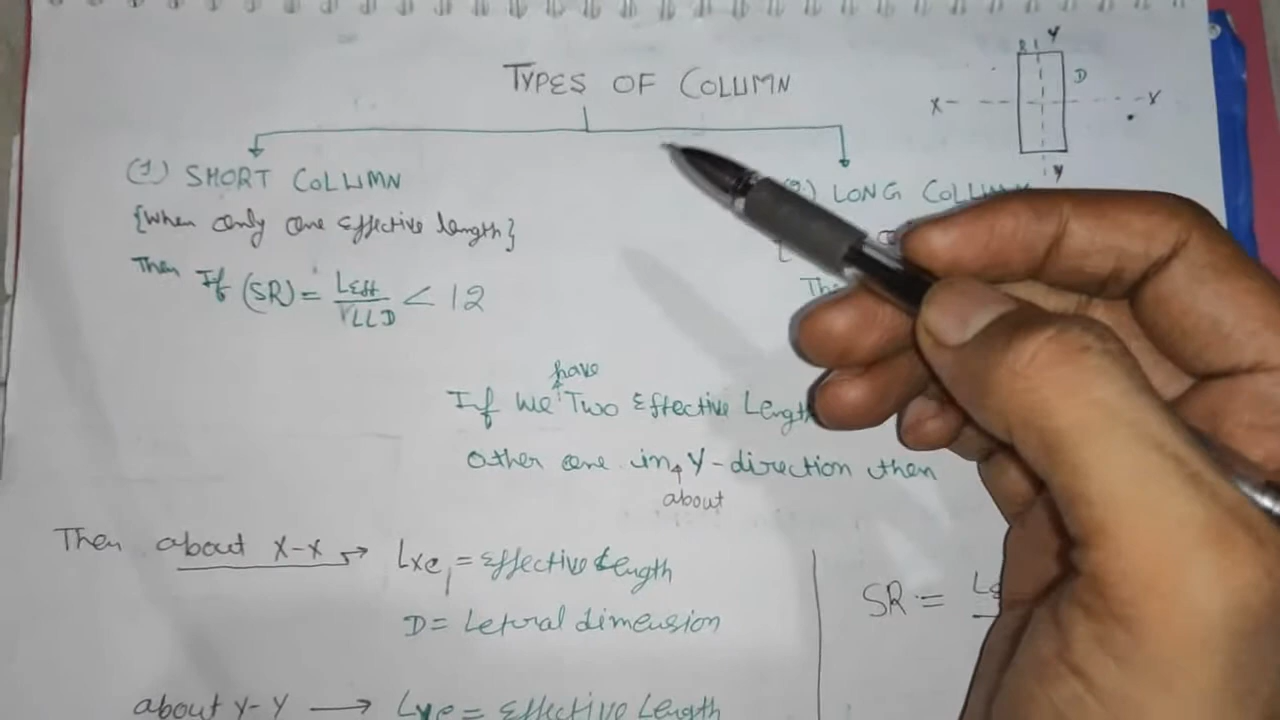 TYPES OF COLUMN
Y
B
D
X
X
Y
(1) SHORT COLUMN
{When only one Effective length}
Then If (SR) = LEff / LLD < 12
(2) LONG COLUMN
If we have Two Effective Length
other one in about Y-direction then
Then about X-X → Lxe = Effective Length
D = Leteral dimension
SR =
about Y-Y → Lye = Effective Length